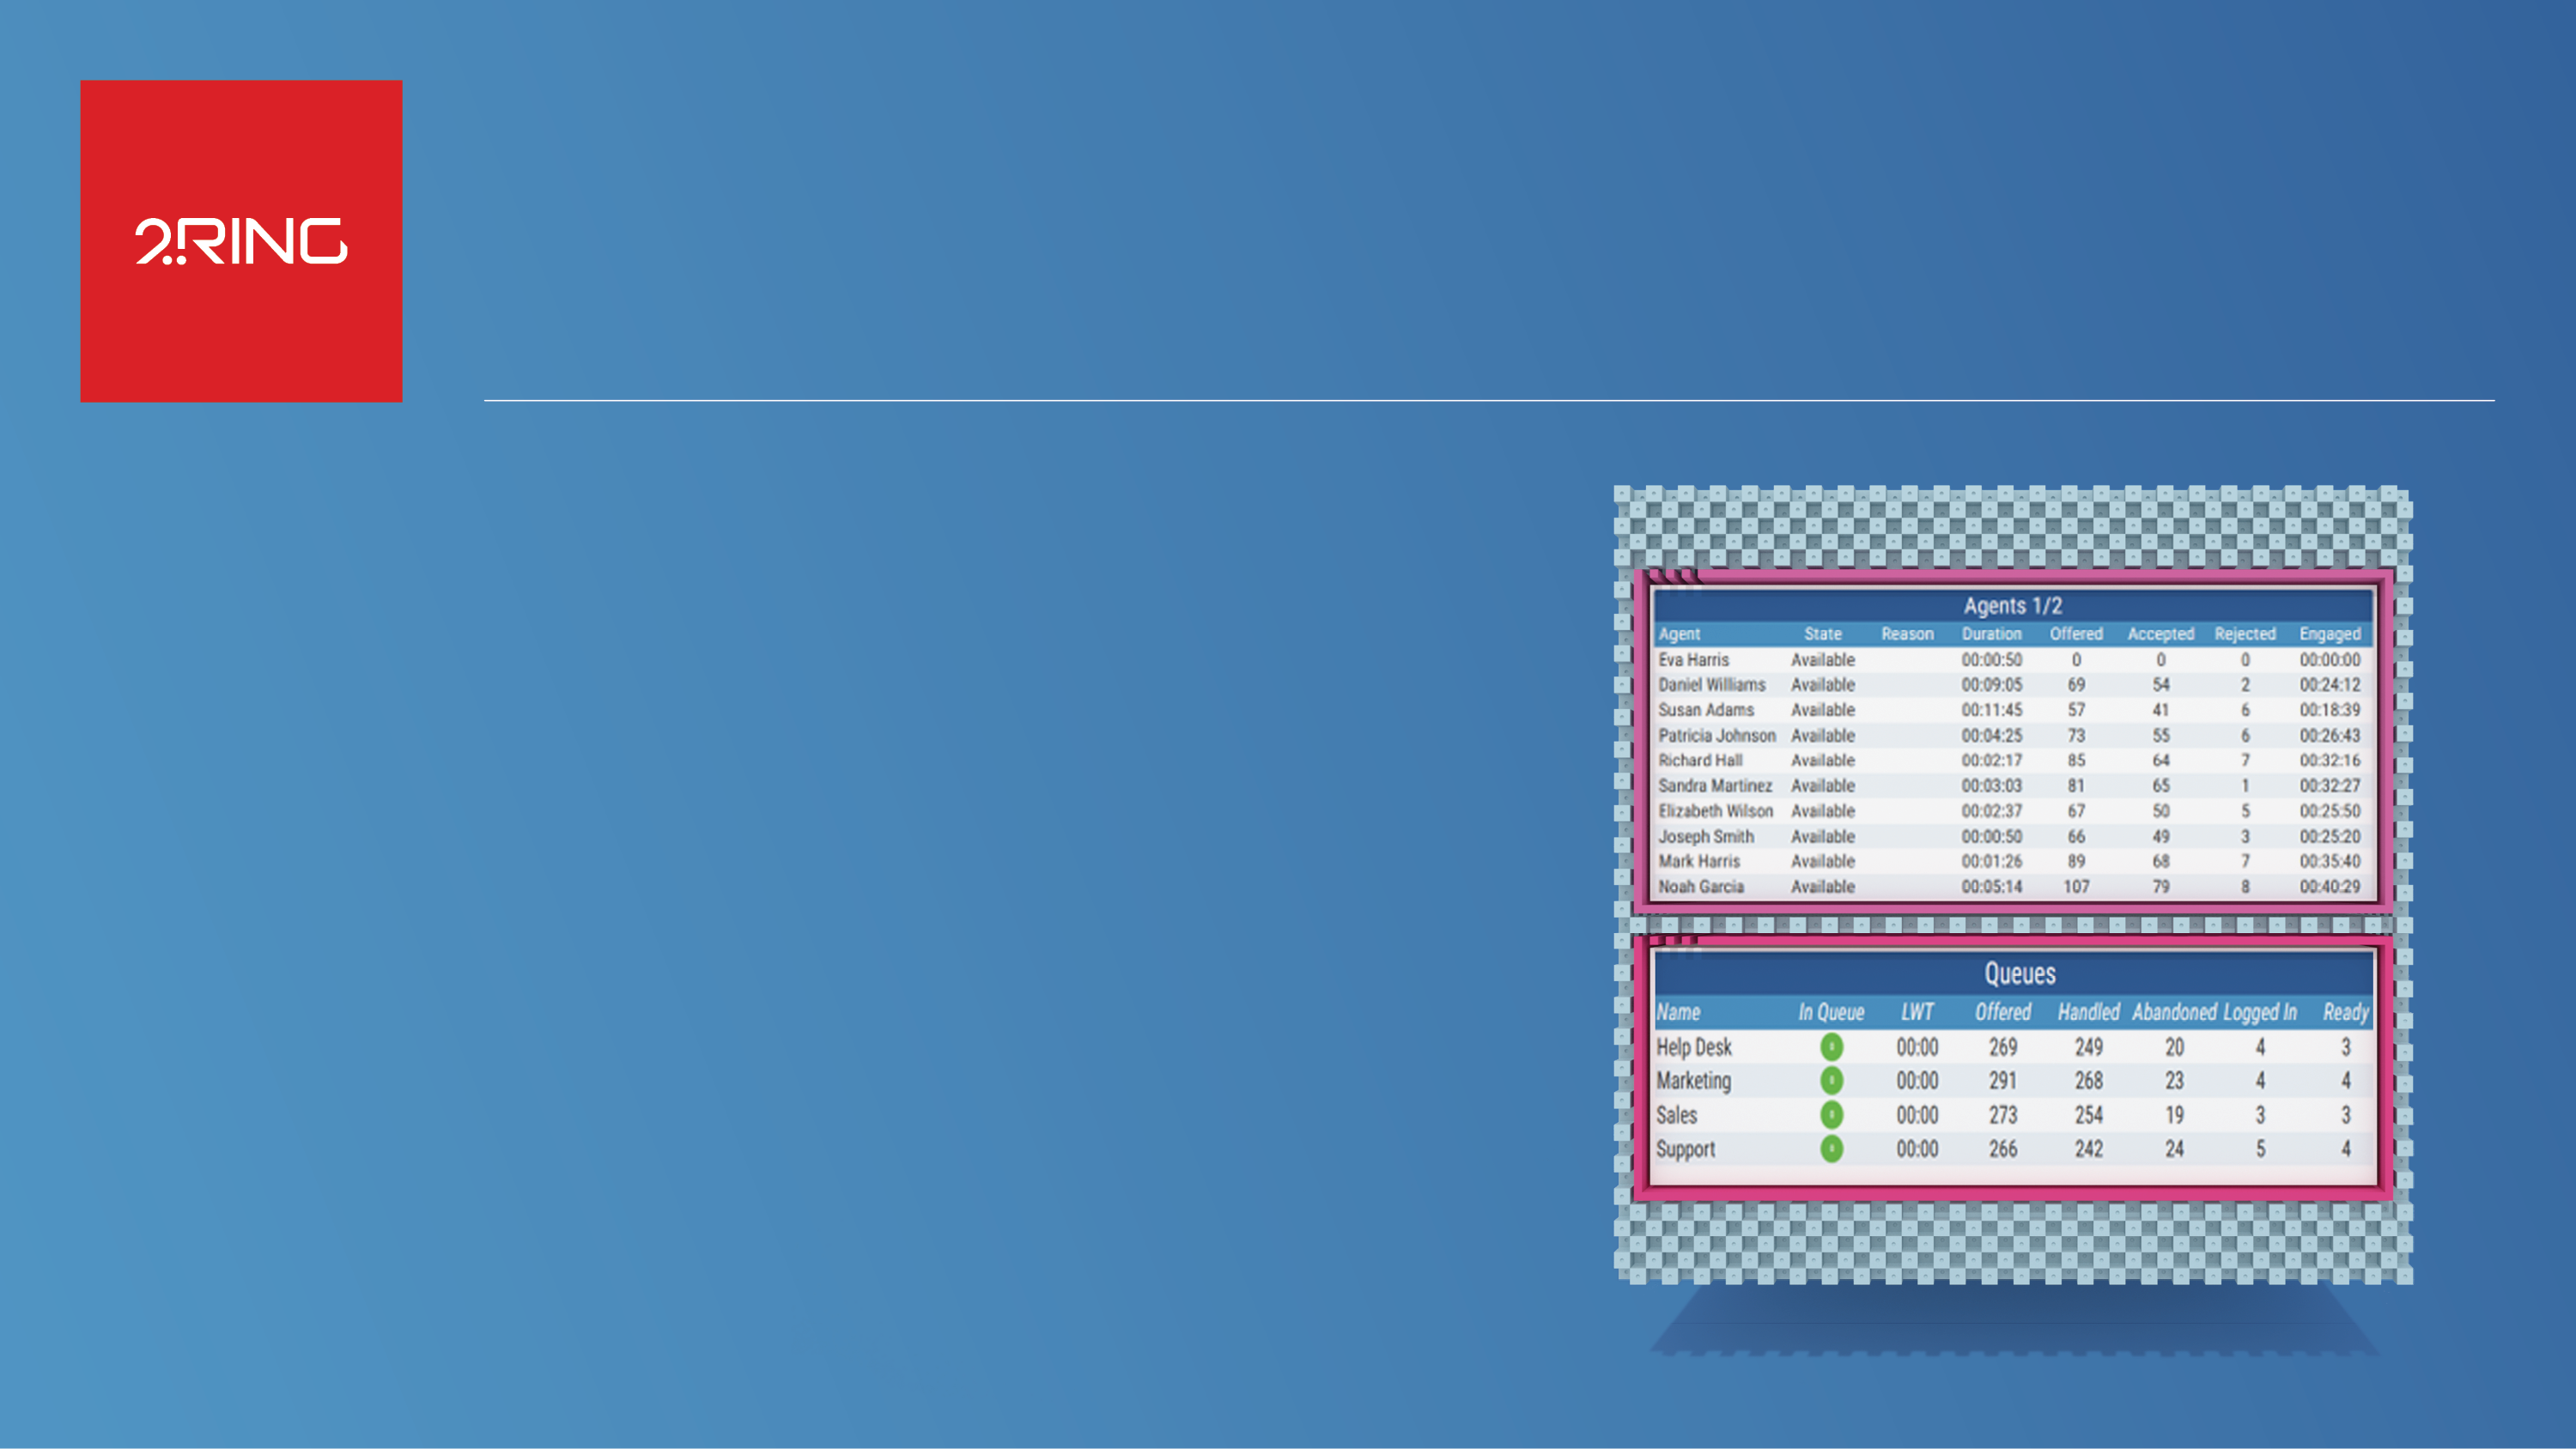 2RING
Agents 1/2
Agent State Reason Duration Offered Accepted Rejected Engaged
Eva Harris Available 00:00:50 0 0 0 00:00:00
Daniel Williams Available 00:09:05 69 54 2 00:24:12
Susan Adams Available 00:11:45 57 41 6 00:18:39
Patricia Johnson Available 00:04:25 73 55 6 00:26:43
Richard Hall Available 00:02:17 85 64 7 00:32:16
Sandra Martinez Available 00:03:03 81 65 1 00:32:27
Elizabeth Wilson Available 00:02:37 67 50 5 00:25:50
Joseph Smith Available 00:00:50 66 49 3 00:25:20
Mark Harris Available 00:01:26 89 68 7 00:35:40
Noah Garcia Available 00:05:14 107 79 8 00:40:29
Queues
Name In Queue LWT Offered Handled Abandoned Logged In Ready
Help Desk 00:00 269 249 20 4 3
Marketing 00:00 291 268 23 4 4
Sales 00:00 273 254 19 3 3
Support 00:00 266 242 24 5 4